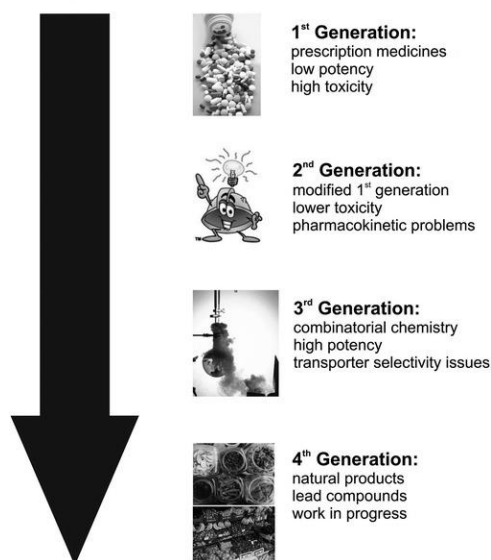 1st Generation:
prescription medicines
low potency
high toxicity
2nd Generation:
modified 1st generation
lower toxicity
pharmacokinetic problems
TM
3rd Generation:
combinatorial chemistry
high potency
transporter selectivity issues
4th Generation:
natural products
lead compounds
work in progress